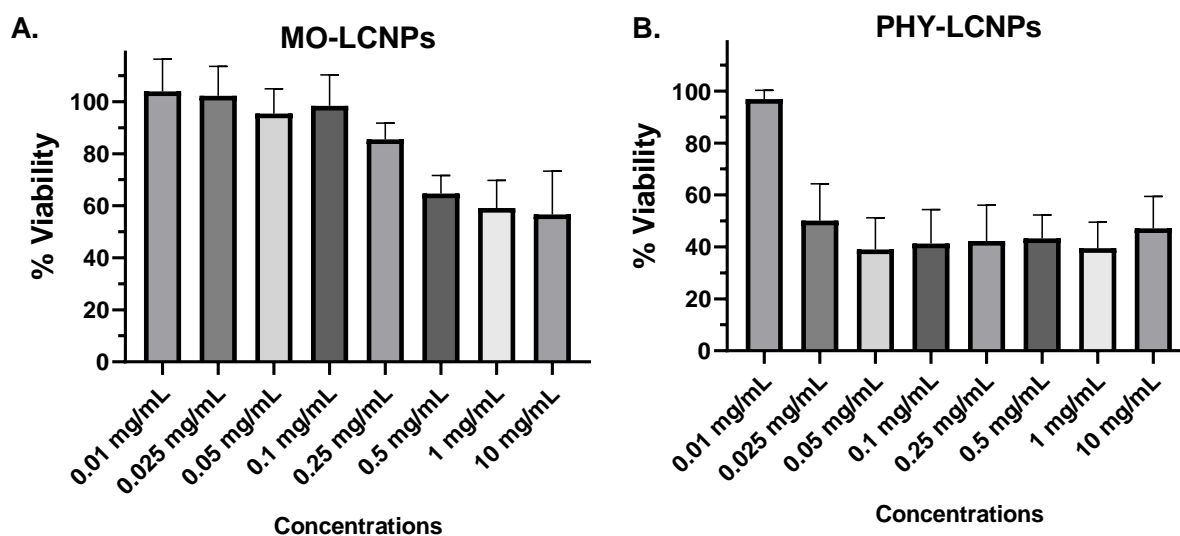 A.
MO-LCNPs
% Viability
100
80
60
40
20
0
0.01 mg/mL
0.025 mg/mL
0.05 mg/mL
0.1 mg/mL
0.25 mg/mL
0.5 mg/mL
1 mg/mL
10 mg/mL
Concentrations
B.
PHY-LCNPs
% Viability
100
80
60
40
20
0
0.01 mg/mL
0.025 mg/mL
0.05 mg/mL
0.1 mg/mL
0.25 mg/mL
0.5 mg/mL
1 mg/mL
10 mg/mL
Concentrations